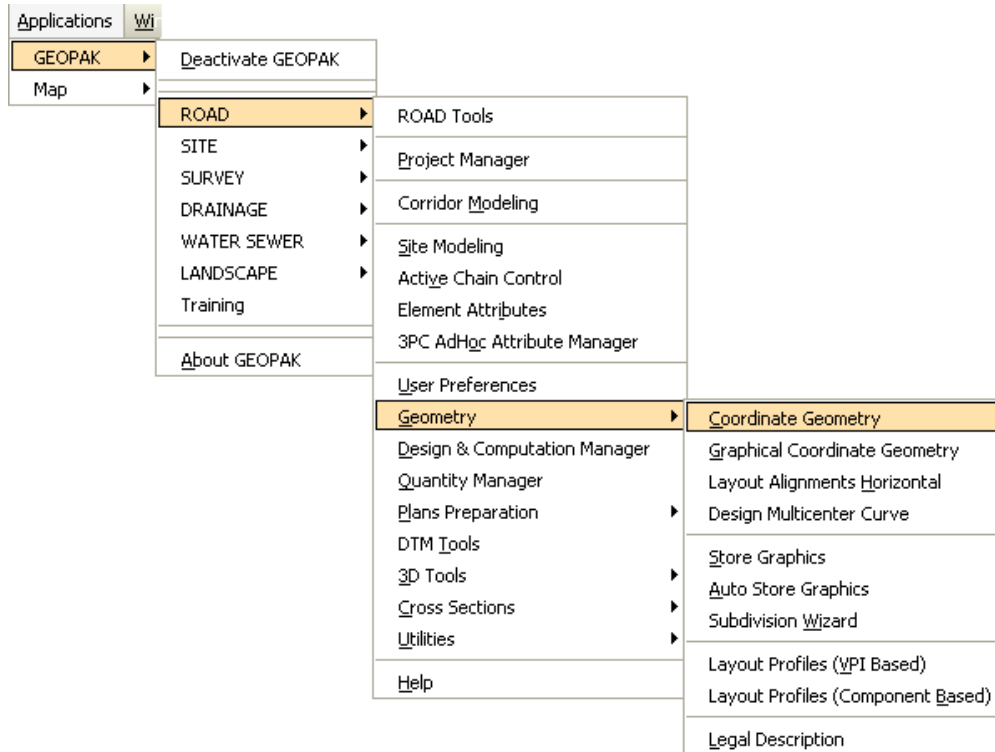 Applications Wi
GEOPAK
Map
Deactivate GEOPAK
ROAD
SITE
SURVEY
DRAINAGE
WATER SEWER
LANDSCAPE
Training
About GEOPAK
ROAD Tools
Project Manager
Corridor Modeling
Site Modeling
Active Chain Control
Element Attributes
3PC AdHoc Attribute Manager
User Preferences
Geometry
Design & Computation Manager
Quantity Manager
Plans Preparation
DTM Tools
3D Tools
Cross Sections
Utilities
Help
Coordinate Geometry
Graphical Coordinate Geometry
Layout Alignments Horizontal
Design Multicenter Curve
Store Graphics
Auto Store Graphics
Subdivision Wizard
Layout Profiles (VPI Based)
Layout Profiles (Component Based)
Legal Description